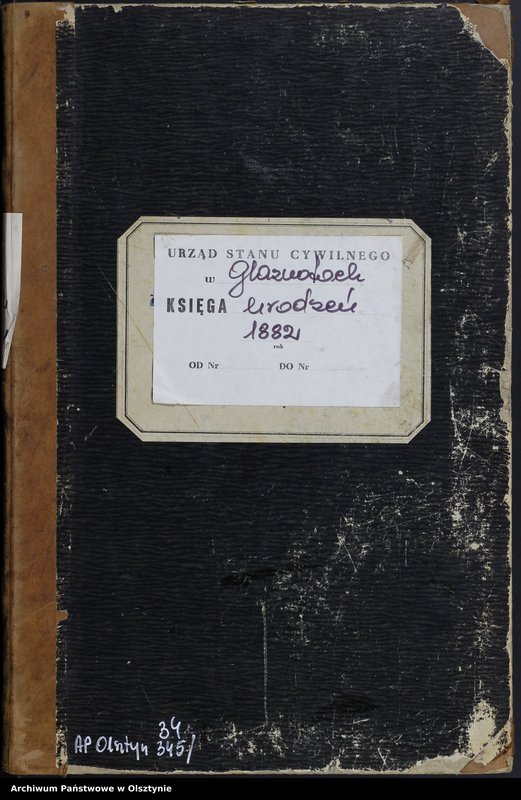 URZĄD STANU CYWILNEGO
w Glaznotach
KSIĘGA urodzeń
1882
rok
OD Nr DO Nr
34
AP Olsztyn 345/
Archiwum Państwowe w Olsztynie